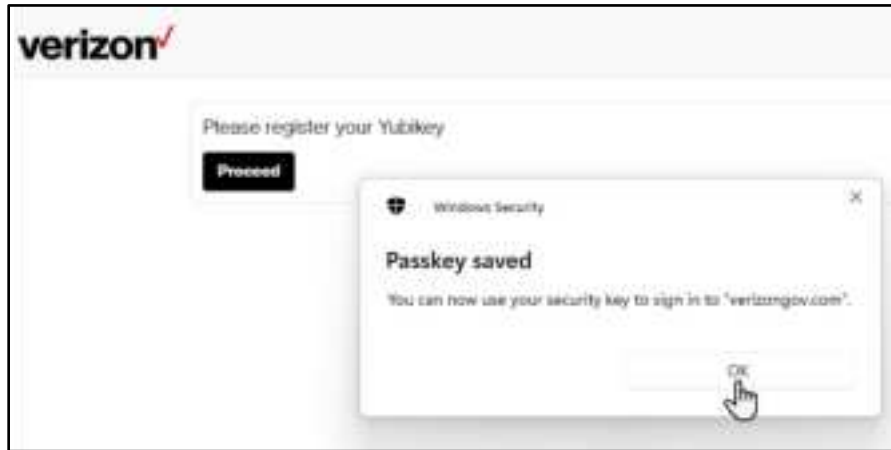 verizon
Please register your Yubikey
Proceed
Windows Security
Passkey saved
You can now use your security key to sign in to "verizongov.com".
OK